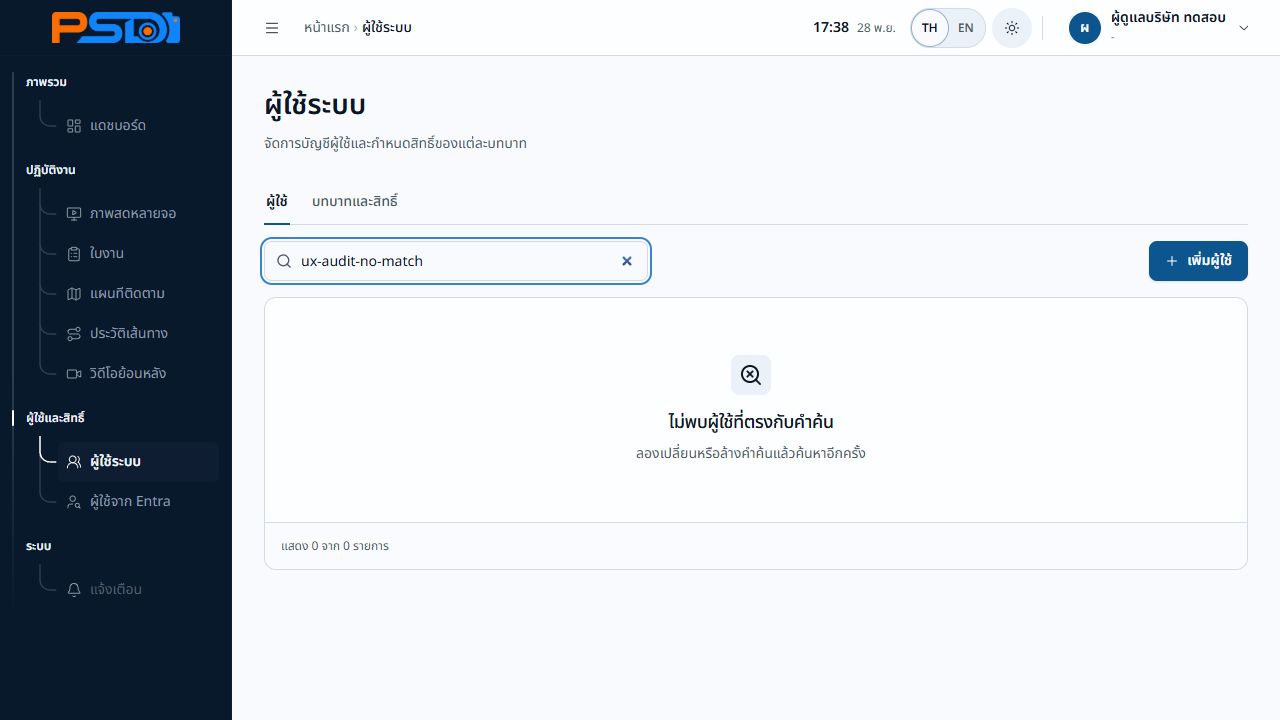 PSDI
หน้าแรก › ผู้ใช้ระบบ
17:38 28 พ.ย.
TH EN
ผ
ผู้ดูแลบริษัท ทดสอบ
-
ภาพรวม
แดชบอร์ด
ปฏิบัติงาน
ภาพสดหลายจอ
ใบงาน
แผนที่ติดตาม
ประวัติเส้นทาง
วิดีโอย้อนหลัง
ผู้ใช้และสิทธิ์
ผู้ใช้ระบบ
ผู้ใช้จาก Entra
ระบบ
แจ้งเตือน
ผู้ใช้ระบบ
จัดการบัญชีผู้ใช้และกำหนดสิทธิ์ของแต่ละบทบาท
ผู้ใช้ บทบาทและสิทธิ์
ux-audit-no-match
เพิ่มผู้ใช้
ไม่พบผู้ใช้ที่ตรงกับคำค้น
ลองเปลี่ยนหรือล้างคำค้นแล้วค้นหาอีกครั้ง
แสดง 0 จาก 0 รายการ